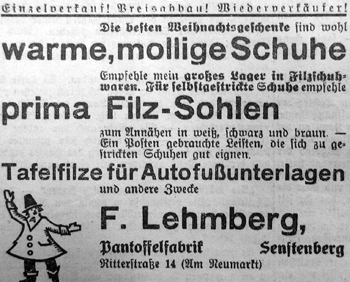 Einzelverkauf! Preisabbau! Wiederverkäufer!
Die besten Weihnachtsgeschenke sind wohl
warme, mollige Schuhe
Empfehle mein großes Lager in Filzschuh-
waren. Für selbstgestrickte Schuhe empfehle
prima Filz-Sohlen
zum Annähen in weiß, schwarz und braun. —
Ein Posten gebrauchte Leisten, die sich zu ge-
strickten Schuhen gut eignen.
Tafelfilze für Autofußunterlagen
und andere Zwecke
F. Lehmberg,
Pantoffelfabrik Senftenberg
Ritterstraße 14 (Am Neumarkt)